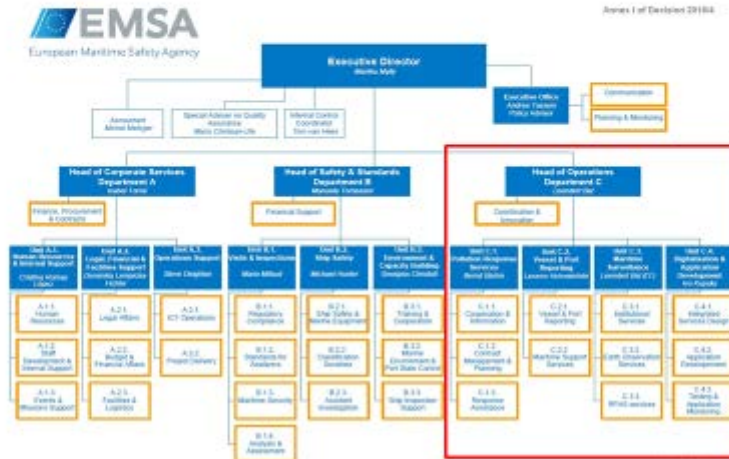 EMSA
European Maritime Safety Agency
Annex I of Decision 2018/4
Executive Director
Executive Office
Policy Advisor
Communication
Planning & Monitoring
Accountant
Special Adviser on Quality
Assurance
Internal Control
Coordinator
Head of Corporate Services
Department A
Head of Safety & Standards
Department B
Head of Operations
Department C
Finance, Procurement
& Contracts
Financial Support
Coordination &
Innovation
Unit A.1.
Human Resources
& Internal Support
Unit A.2.
Legal, Financial &
Facilities Support
Unit A.3.
Operations Support
Unit B.1.
Visits & Inspections
Unit B.2.
Ship Safety
Unit B.3.
Environment &
Capacity Building
Unit C.1.
Pollution Response
Services
Unit C.2.
Vessel & Port
Reporting
Unit C.3.
Maritime
Surveillance
Unit C.4.
Digitalisation &
Application
Development
A.1.1.
Human
Resources
A.2.1.
Legal Affairs
A.3.1.
ICT Operations
B.1.1.
Regulatory
Compliance
B.2.1.
Ship Safety &
Marine Equipment
B.3.1.
Training &
Cooperation
C.1.1.
Cooperation &
Information
C.2.1.
Vessel & Port
Reporting
C.3.1.
Institutional
Services
C.4.1.
Integrated
Services Design
A.1.2.
Staff
Development &
Internal Support
A.2.2.
Budget &
Financial Affairs
A.3.2.
Project Delivery
B.1.2.
Standards for
Seafarers
B.2.2.
Classification
Societies
B.3.2.
Marine
Environment &
Port State Control
C.1.2.
Contract
Management &
Planning
C.2.2.
Maritime Support
Services
C.3.2.
Earth Observation
Services
C.4.2.
Application
Development
A.1.3.
Events &
Missions Support
A.2.3.
Facilities &
Logistics
B.1.3.
Maritime Security
B.2.3.
Accident
Investigation
B.3.3.
Ship Inspection
Support
C.1.3.
Response
Assistance
C.3.3.
RPAS services
C.4.3.
Testing &
Application
Monitoring
B.1.4.
Analysis &
Assessment